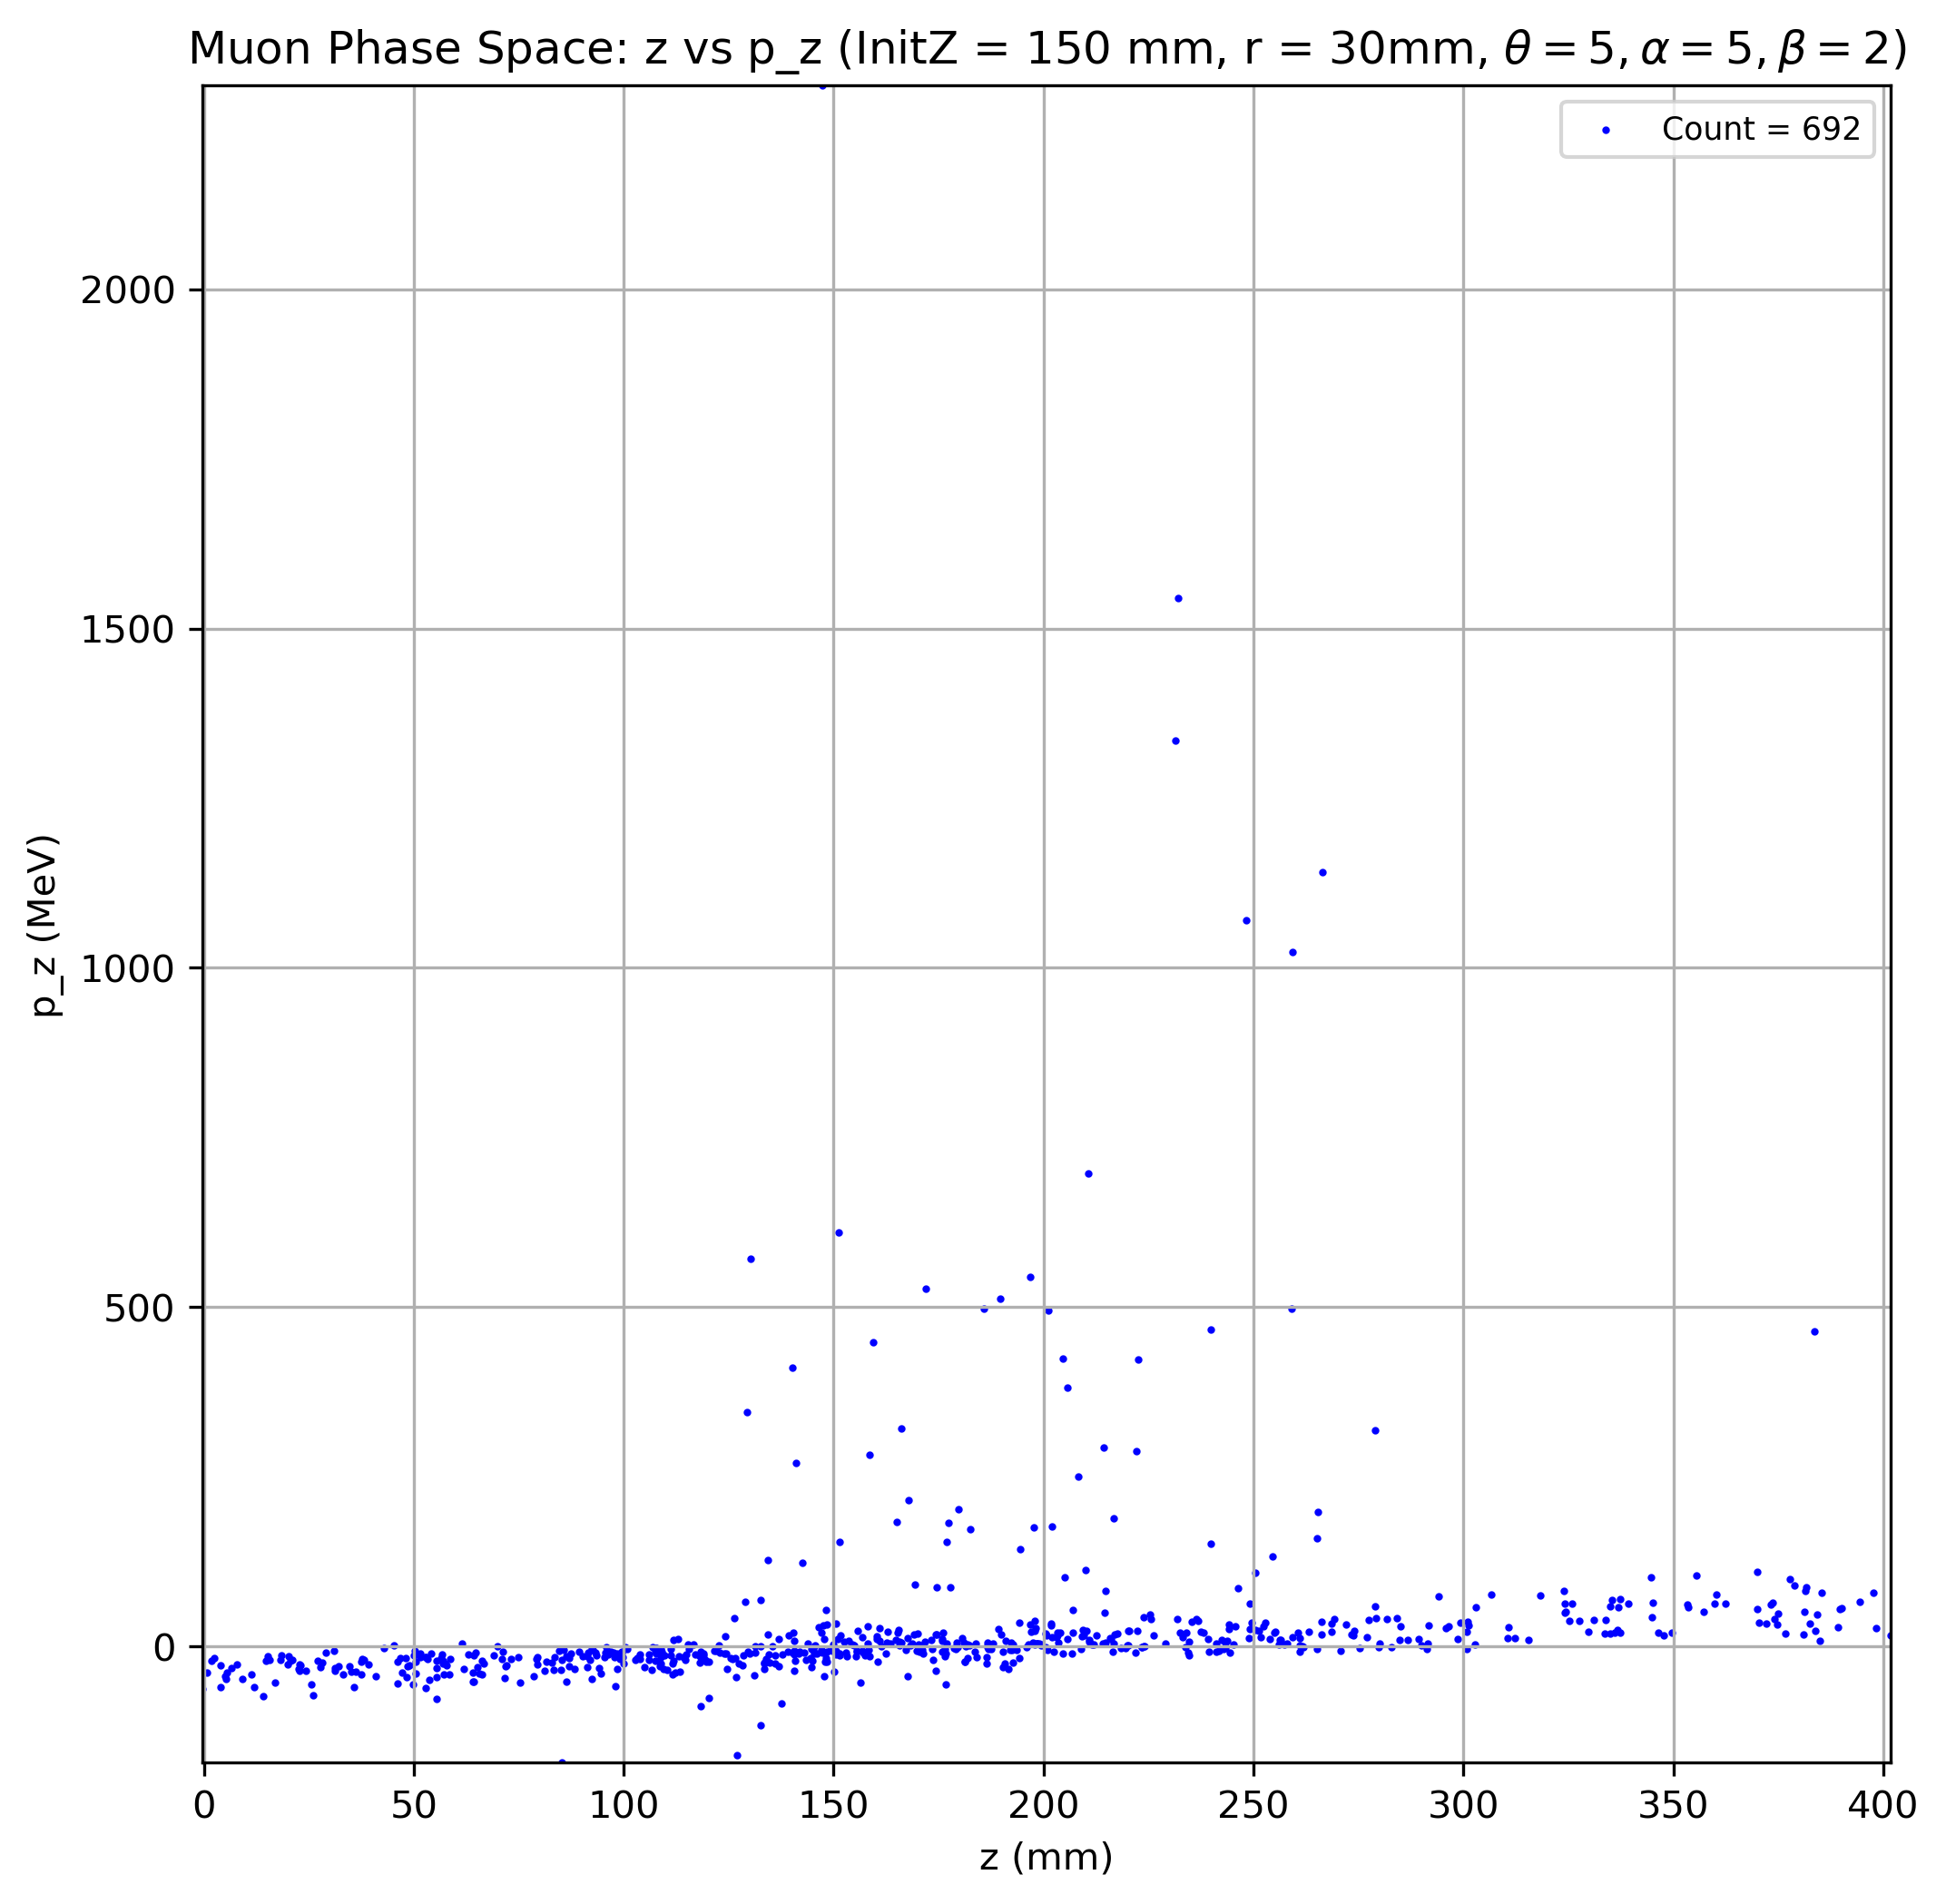 Muon Phase Space: z vs p_z (InitZ = 150 mm, r = 30mm, θ = 5, α = 5, β = 2)
Count = 692
2000
1500
1000
500
0
p_z (MeV)
0 50 100 150 200 250 300 350 400
z (mm)